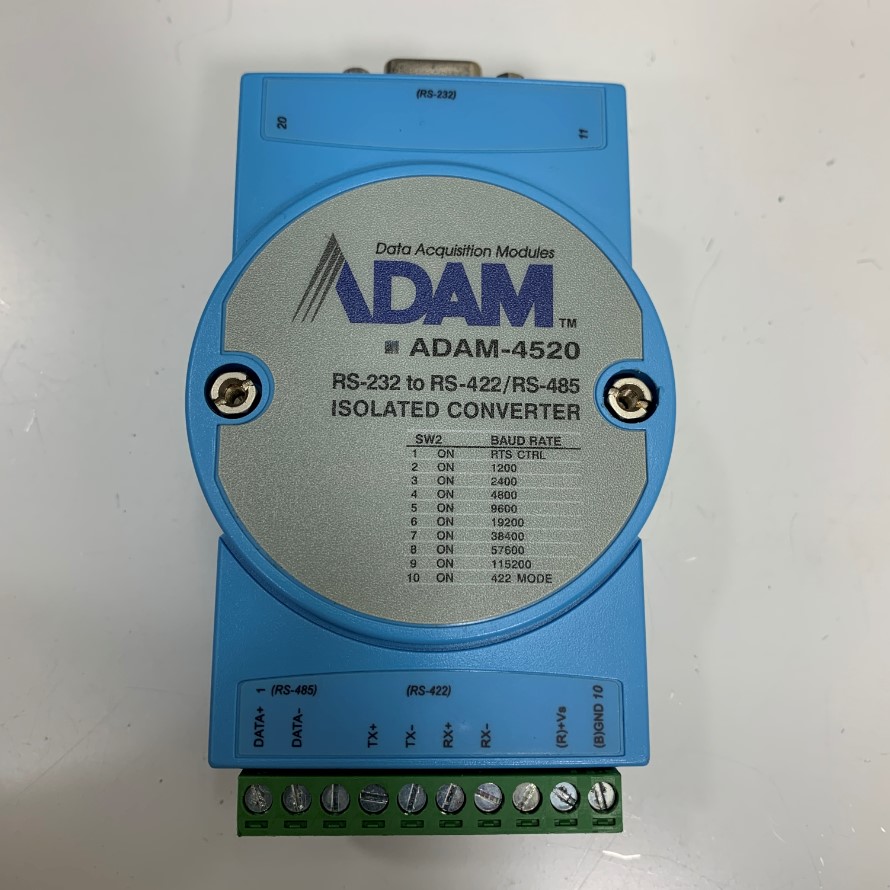 (RS-232)
20 11
Data Acquisition Modules
ADAM TM
ADAM-4520
RS-232 to RS-422/RS-485
ISOLATED CONVERTER
SW2 BAUD RATE
1 ON RTS CTRL
2 ON 1200
3 ON 2400
4 ON 4800
5 ON 9600
6 ON 19200
7 ON 38400
8 ON 57600
9 ON 115200
10 ON 422 MODE
1 (RS-485) (RS-422) 10
DATA+ DATA- TX+ TX- RX+ RX- (R)+Vs (B)GND